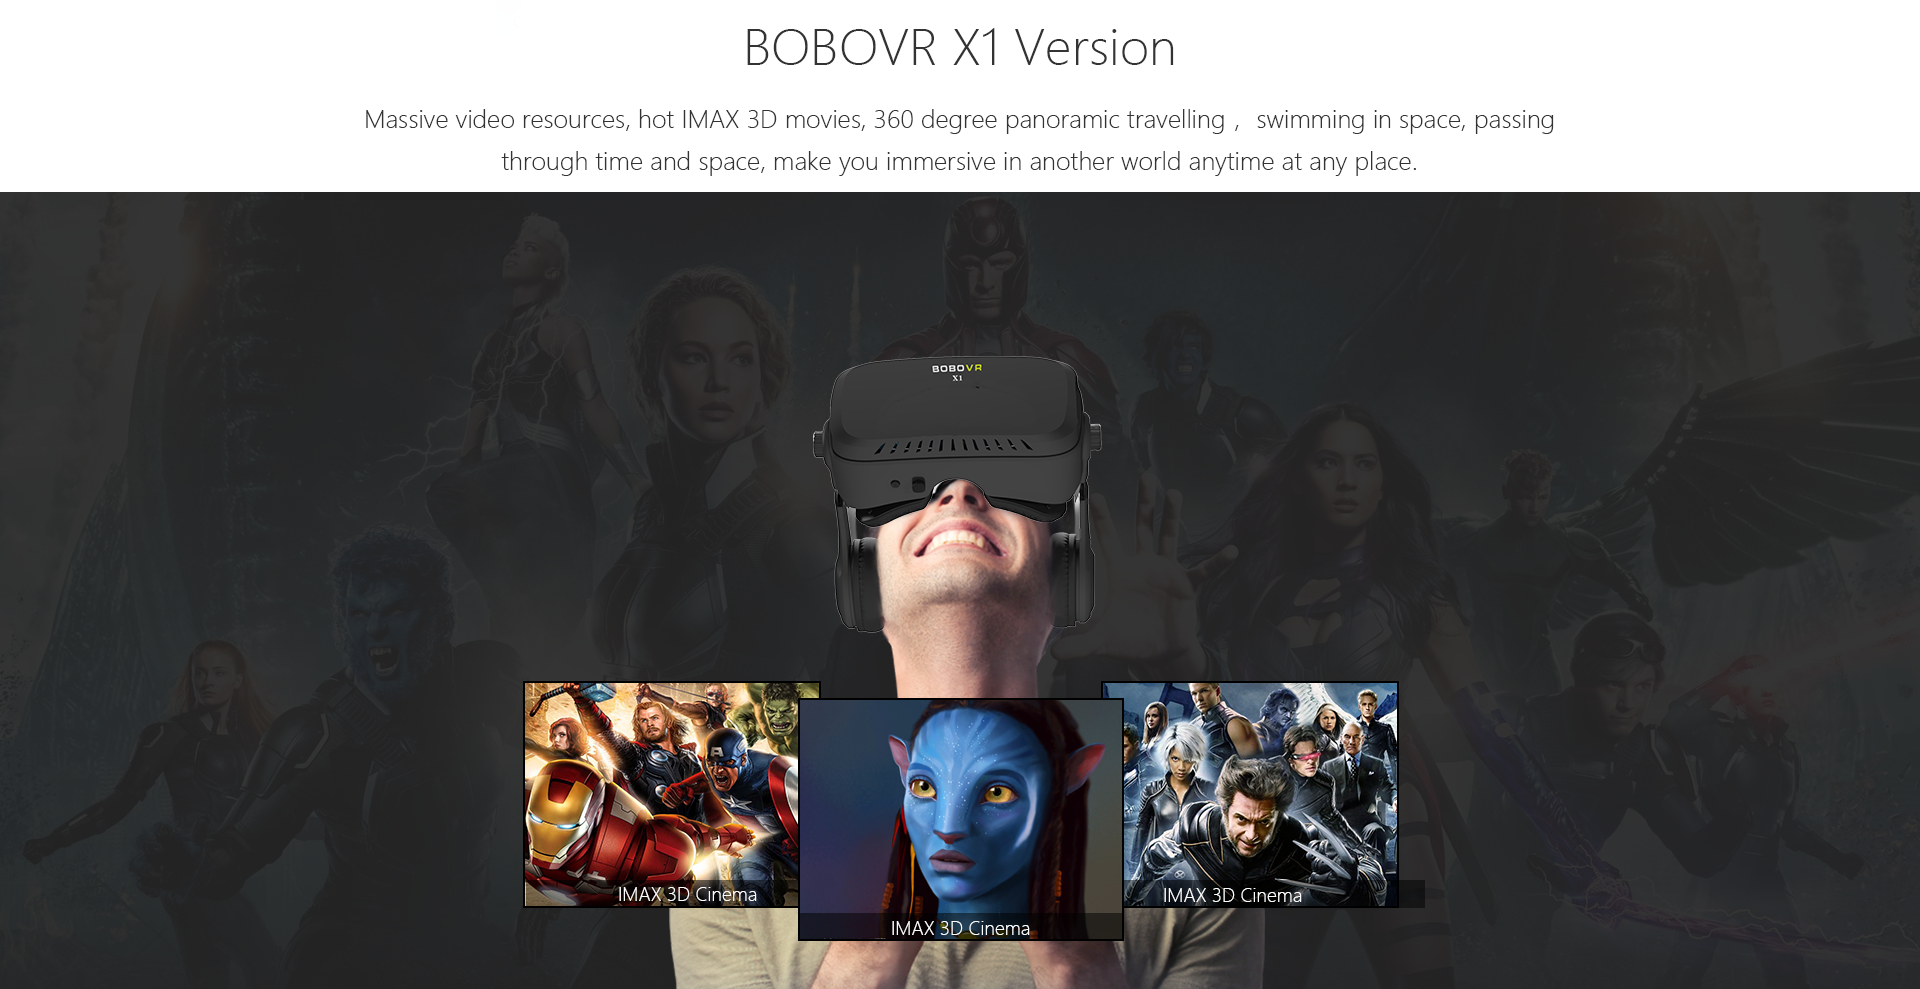 BOBOVR X1 Version
Massive video resources, hot IMAX 3D movies, 360 degree panoramic travelling ,  swimming in space, passing
through time and space, make you immersive in another world anytime at any place.
BOBOVR
X1
IMAX 3D Cinema
IMAX 3D Cinema
IMAX 3D Cinema